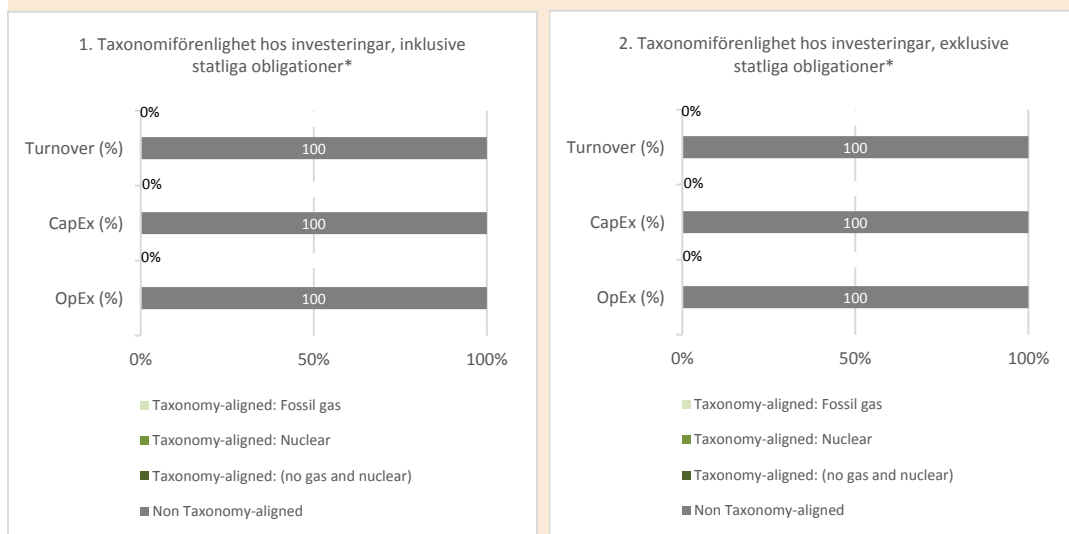 1. Taxonomiförenlighet hos investeringar, inklusive
statliga obligationer*
0%
Turnover (%)
100
0%
CapEx (%)
100
0%
OpEx (%)
100
0%
50%
100%
Taxonomy-aligned: Fossil gas
Taxonomy-aligned: Nuclear
Taxonomy-aligned: (no gas and nuclear)
Non Taxonomy-aligned
2. Taxonomiförenlighet hos investeringar, exklusive
statliga obligationer*
0%
Turnover (%)
100
0%
CapEx (%)
100
0%
OpEx (%)
100
0%
50%
100%
Taxonomy-aligned: Fossil gas
Taxonomy-aligned: Nuclear
Taxonomy-aligned: (no gas and nuclear)
Non Taxonomy-aligned